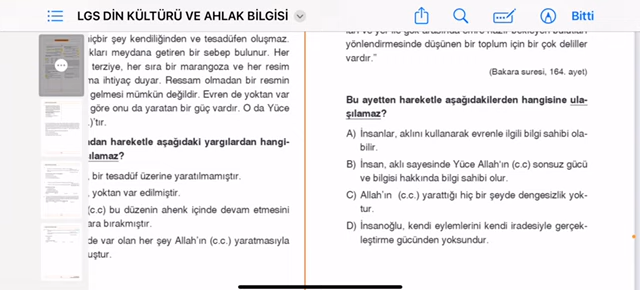 LGS DİN KÜLTÜRÜ VE AHLAK BİLGİSİ
Bitti
hiçbir şey kendiliğinden ve tesadüfen oluşmaz.
kları meydana getiren bir sebep bulunur. Her
terziye, her sıra bir marangoza ve her resim
ma ihtiyaç duyar. Ressam olmadan bir resmin
gelmesi mümkün değildir. Evren de yoktan var
göre onu da yaratan bir güç vardır. O da Yüce
.)'tır.
dan hareketle aşağıdaki yargılardan hangi-
ılamaz?
, bir tesadüf üzerine yaratılmamıştır.
, yoktan var edilmiştir.
(c.c) bu düzenin ahenk içinde devam etmesini
ara bırakmıştır.
de var olan her şey Allah'ın (c.c.) yaratmasıyla
uştur.
yönlendirmesinde düşünen bir toplum için bir çok deliller
vardır."
(Bakara suresi, 164. ayet)
Bu ayetten hareketle aşağıdakilerden hangisine ula-
şılamaz?
A) İnsanlar, aklını kullanarak evrenle ilgili bilgi sahibi ola-
bilir.
B) İnsan, aklı sayesinde Yüce Allah'ın (c.c) sonsuz gücü
ve bilgisi hakkında bilgi sahibi olur.
C) Allah'ın (c.c.) yarattığı hiç bir şeyde dengesizlik yok-
tur.
D) İnsanoğlu, kendi eylemlerini kendi iradesiyle gerçek-
leştirme gücünden yoksundur.